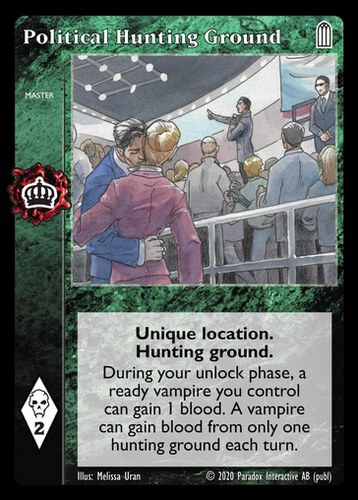 Political Hunting Ground
MASTER
Unique location.
Hunting ground.
During your unlock phase, a
ready vampire you control
can gain 1 blood. A vampire
can gain blood from only one
hunting ground each turn.
2
Illus: Melissa Uran © 2020 Paradox Interactive AB (publ)